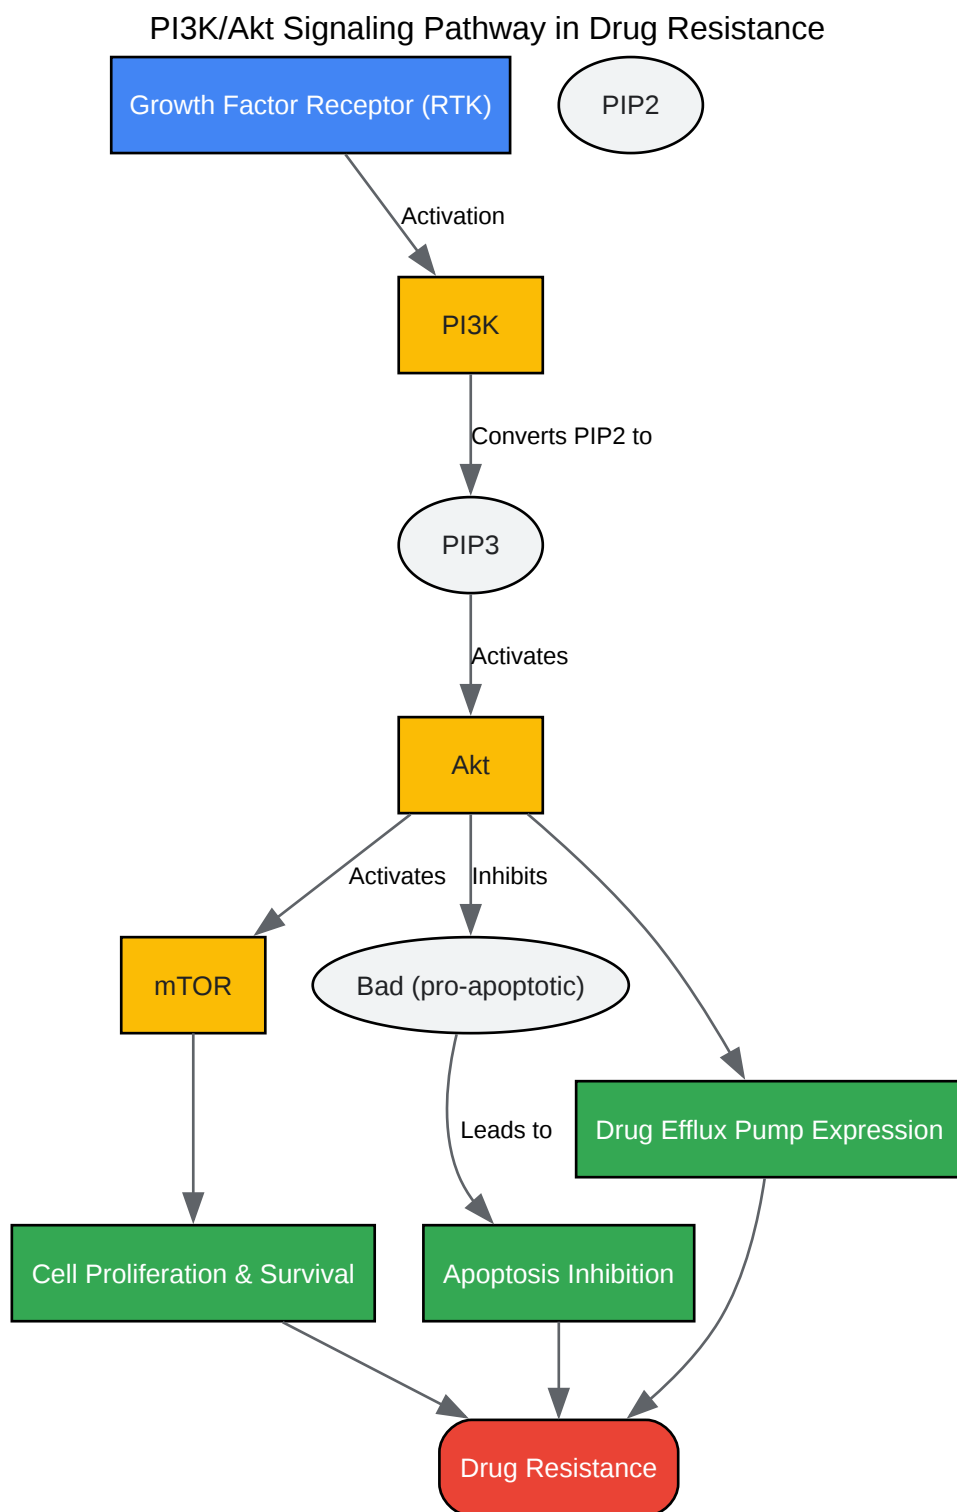 PI3K/Akt Signaling Pathway in Drug Resistance
Growth Factor Receptor (RTK)
PIP2
Activation
PI3K
Converts PIP2 to
PIP3
Activates
Akt
Activates
Inhibits
mTOR
Bad (pro-apoptotic)
Leads to
Drug Efflux Pump Expression
Cell Proliferation & Survival
Apoptosis Inhibition
Drug Resistance